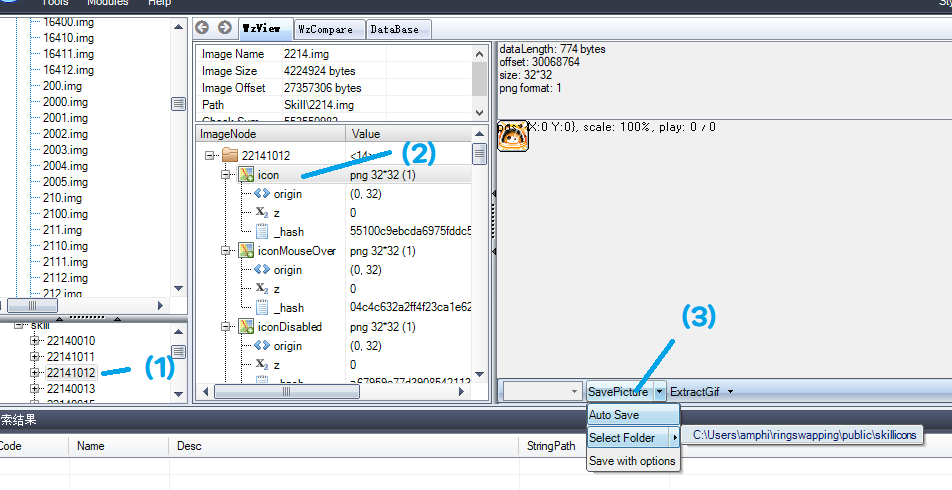 Tools Modules Help Sty
16400.img
16410.img
16411.img
16412.img
200.img
2000.img
2001.img
2002.img
2003.img
2004.img
2005.img
210.img
2100.img
211.img
2110.img
2111.img
2112.img
212.img
skill
22140010
22141011
22141012
22140013
(1)
WzView WzCompare DataBase
Image Name 2214.img
Image Size 4224924 bytes
Image Offset 27357306 bytes
Path Skill\2214.img
ImageNode Value
22141012 <14>
(2)
icon png 32*32 (1)
origin (0, 32)
z 0
_hash 55100c9ebcda6975fddc5
iconMouseOver png 32*32 (1)
origin (0, 32)
z 0
_hash 04c4c632a2ff4f23ca1e62
iconDisabled png 32*32 (1)
origin (0, 32)
z 0
dataLength: 774 bytes
offset: 30068764
size: 32*32
png format: 1
{X:0 Y:0}, scale: 100%, play: 0 / 0
(3)
SavePicture ExtractGif
Auto Save
Select Folder C:\Users\amphi\ringswapping\public\skillicons
Save with options
索结果
Code Name Desc StringPath